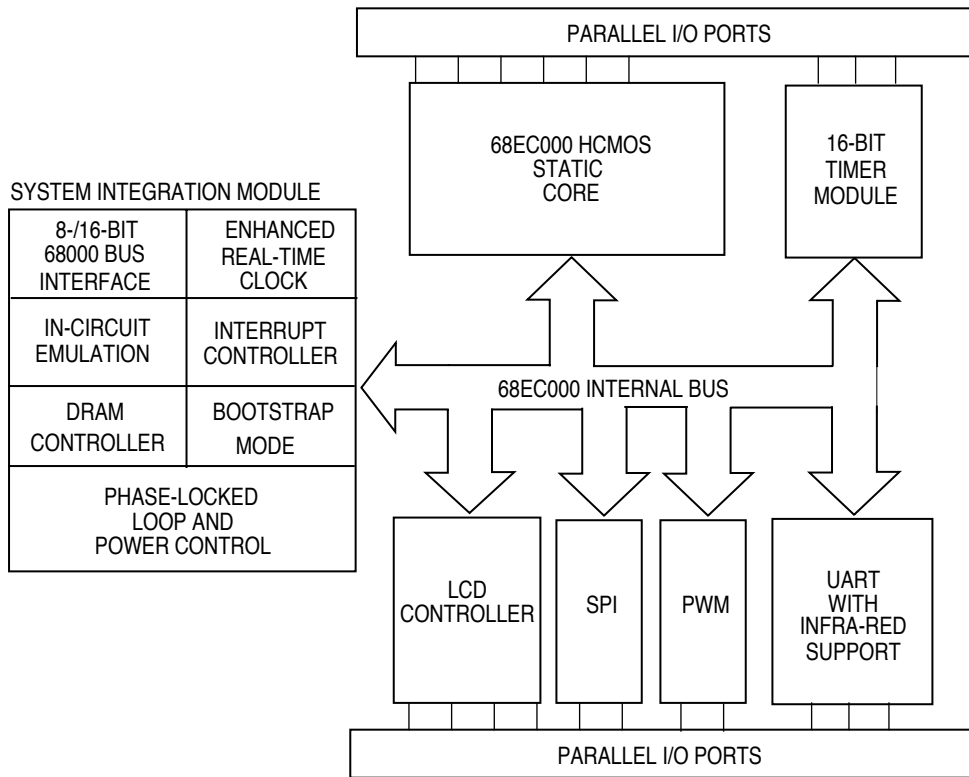 PARALLEL I/O PORTS
68EC000 HCMOS
STATIC
CORE
16-BIT
TIMER
MODULE
SYSTEM INTEGRATION MODULE
8-/16-BIT
68000 BUS
INTERFACE
ENHANCED
REAL-TIME
CLOCK
IN-CIRCUIT
EMULATION
INTERRUPT
CONTROLLER
DRAM
CONTROLLER
BOOTSTRAP
MODE
PHASE-LOCKED
LOOP AND
POWER CONTROL
68EC000 INTERNAL BUS
LCD
CONTROLLER
SPI
PWM
UART
WITH
INFRA-RED
SUPPORT
PARALLEL I/O PORTS